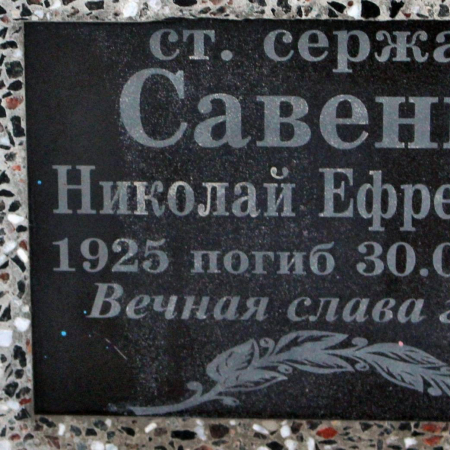 ст. сержа
Савен
Николай Ефре
1925 погиб 30.0
Вечная слава